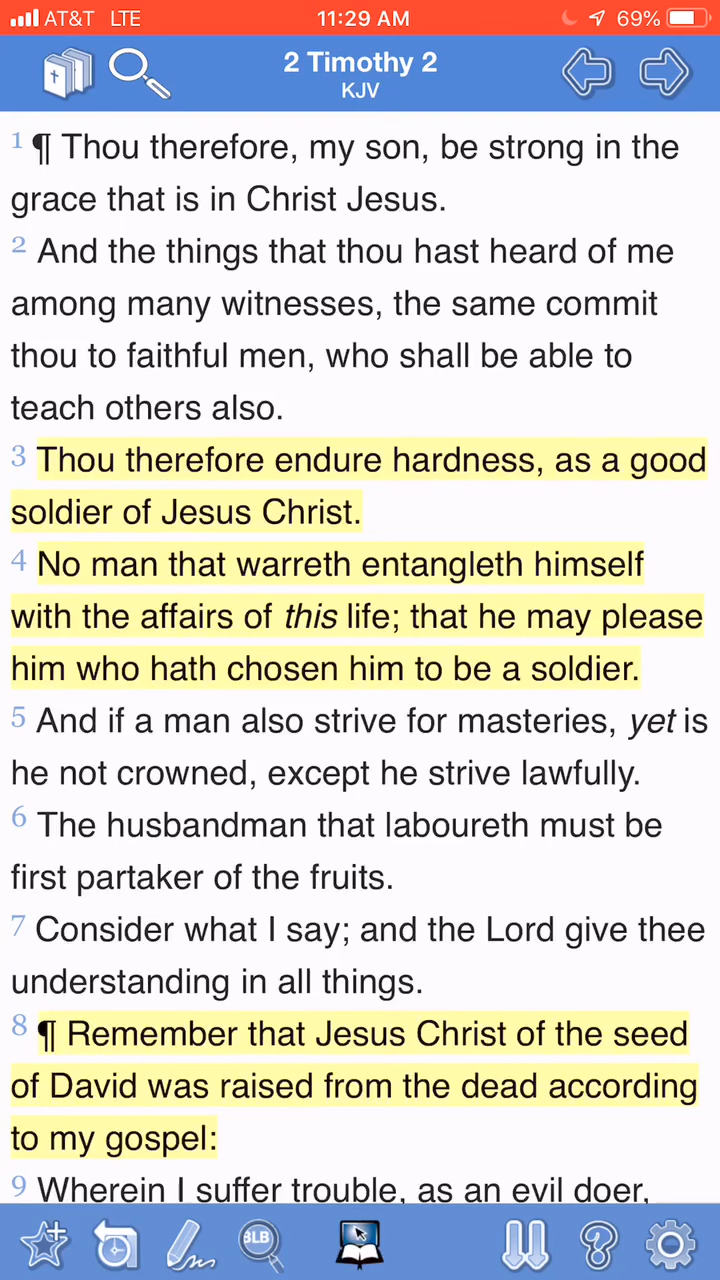 AT&T LTE 11:29 AM 69%
2 Timothy 2
KJV
1 ¶ Thou therefore, my son, be strong in the
grace that is in Christ Jesus.
2 And the things that thou hast heard of me
among many witnesses, the same commit
thou to faithful men, who shall be able to
teach others also.
3 Thou therefore endure hardness, as a good
soldier of Jesus Christ.
4 No man that warreth entangleth himself
with the affairs of this life; that he may please
him who hath chosen him to be a soldier.
5 And if a man also strive for masteries, yet is
he not crowned, except he strive lawfully.
6 The husbandman that laboureth must be
first partaker of the fruits.
7 Consider what I say; and the Lord give thee
understanding in all things.
8 ¶ Remember that Jesus Christ of the seed
of David was raised from the dead according
to my gospel:
9 Wherein I suffer trouble, as an evil doer,
BLB